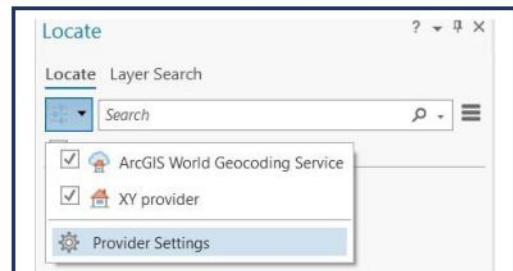 Locate
Locate Layer Search
Search
ArcGIS World Geocoding Service
XY provider
Provider Settings